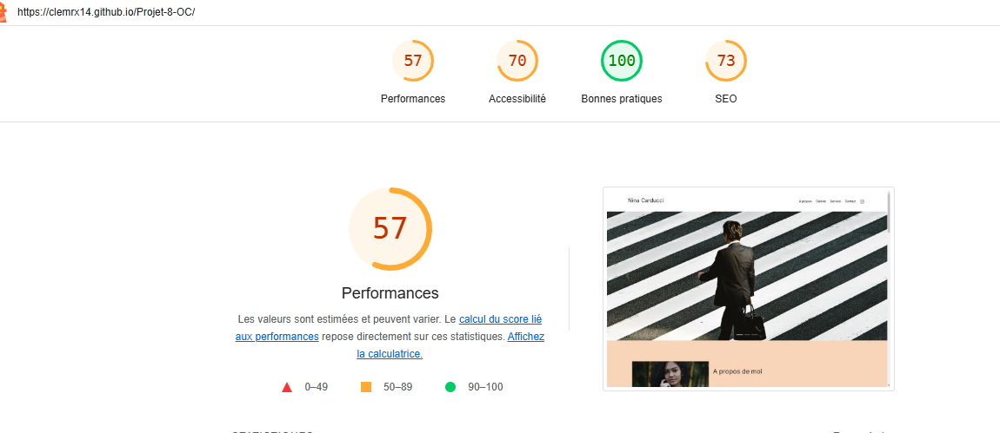 https://clemrx14.github.io/Projet-8-OC/
57
70
100
73
Performances
Accessibilité
Bonnes pratiques
SEO
57
Performances
Les valeurs sont estimées et peuvent varier. Le calcul du score lié
aux performances repose directement sur ces statistiques. Affichez
la calculatrice.
0–49
50–89
90–100
Nina Carducci
A propos
Galerie
Services
Contact
A propos de moi